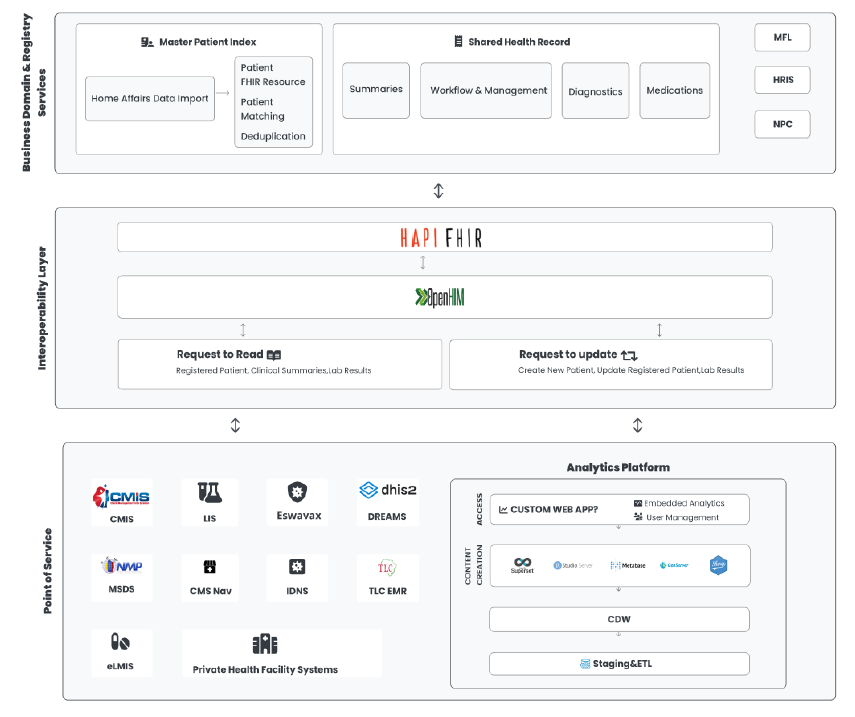 Business Domain & Registry
Services
Master Patient Index
Home Affairs Data Import
Patient
FHIR Resource
Patient
Matching
Deduplication
Shared Health Record
Summaries
Workflow & Management
Diagnostics
Medications
MFL
HRIS
NPC
Interoperability Layer
HAPI FHIR
OpenHIM
Request to Read
Registered Patient, Clinical Summaries,Lab Results
Request to update
Create New Patient, Update Registered Patient,Lab Results
Point of Service
CMIS
CMIS
LIS
Eswavax
dhis2
DREAMS
NMP
MSDS
CMS Nav
IDNS
TLC
TLC EMR
eLMIS
Private Health Facility Systems
Analytics Platform
ACCESS
CUSTOM WEB APP?
Embedded Analytics
User Management
CONTENT
CREATION
Superset
Studio Server
Metabase
GeoServer
Shiny
CDW
Staging&ETL